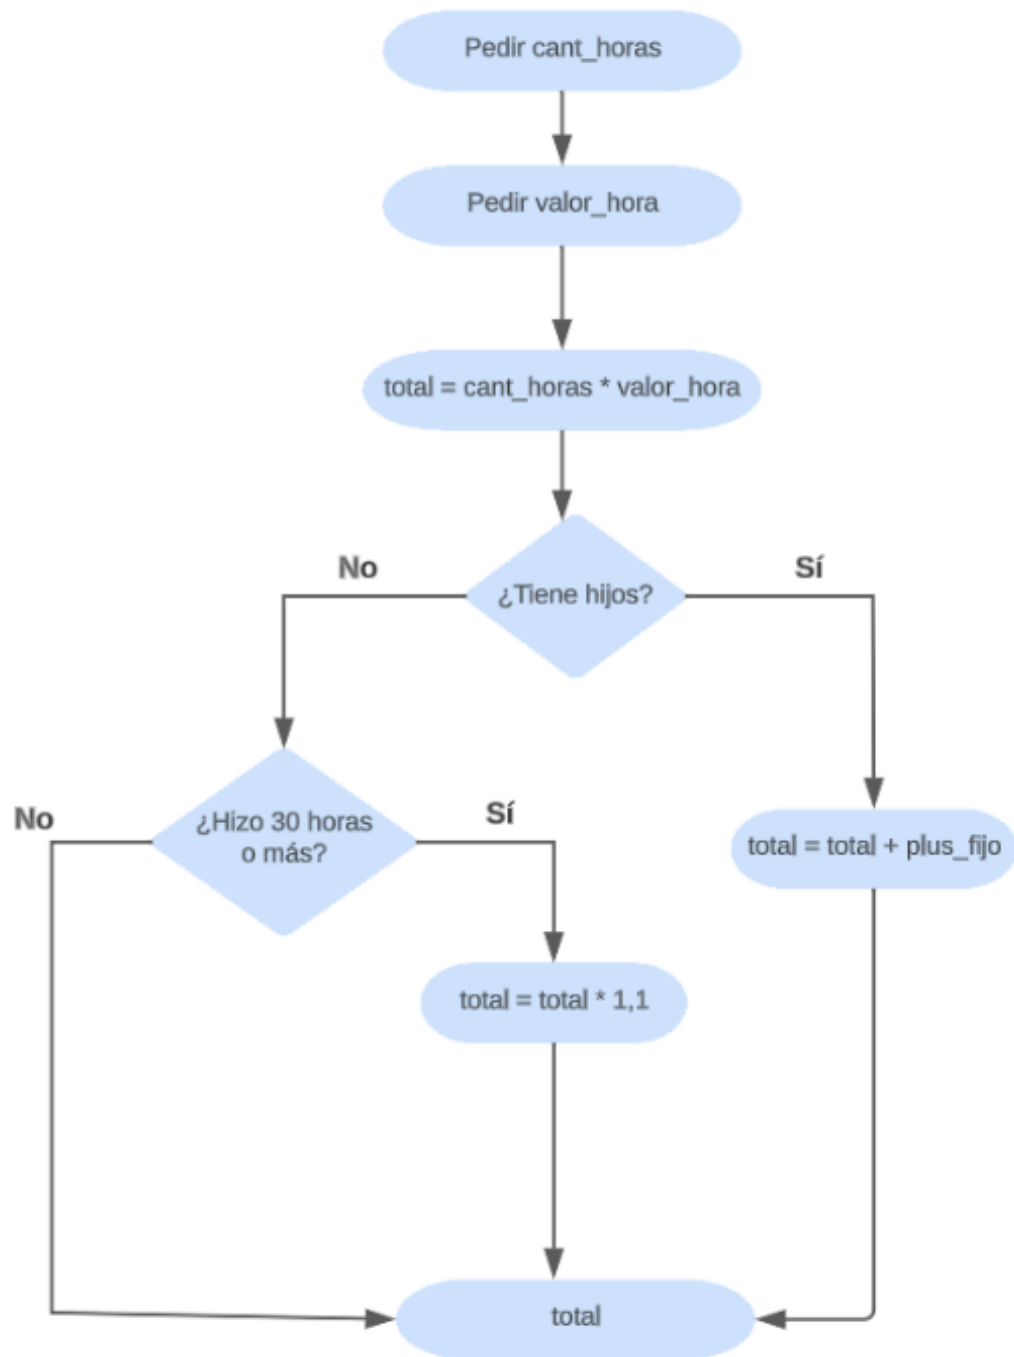 Pedir cant_horas
Pedir valor_hora
total = cant_horas * valor_hora
¿Tiene hijos?
No
Sí
¿Hizo 30 horas
o más?
No
Sí
total = total + plus_fijo
total = total * 1,1
total